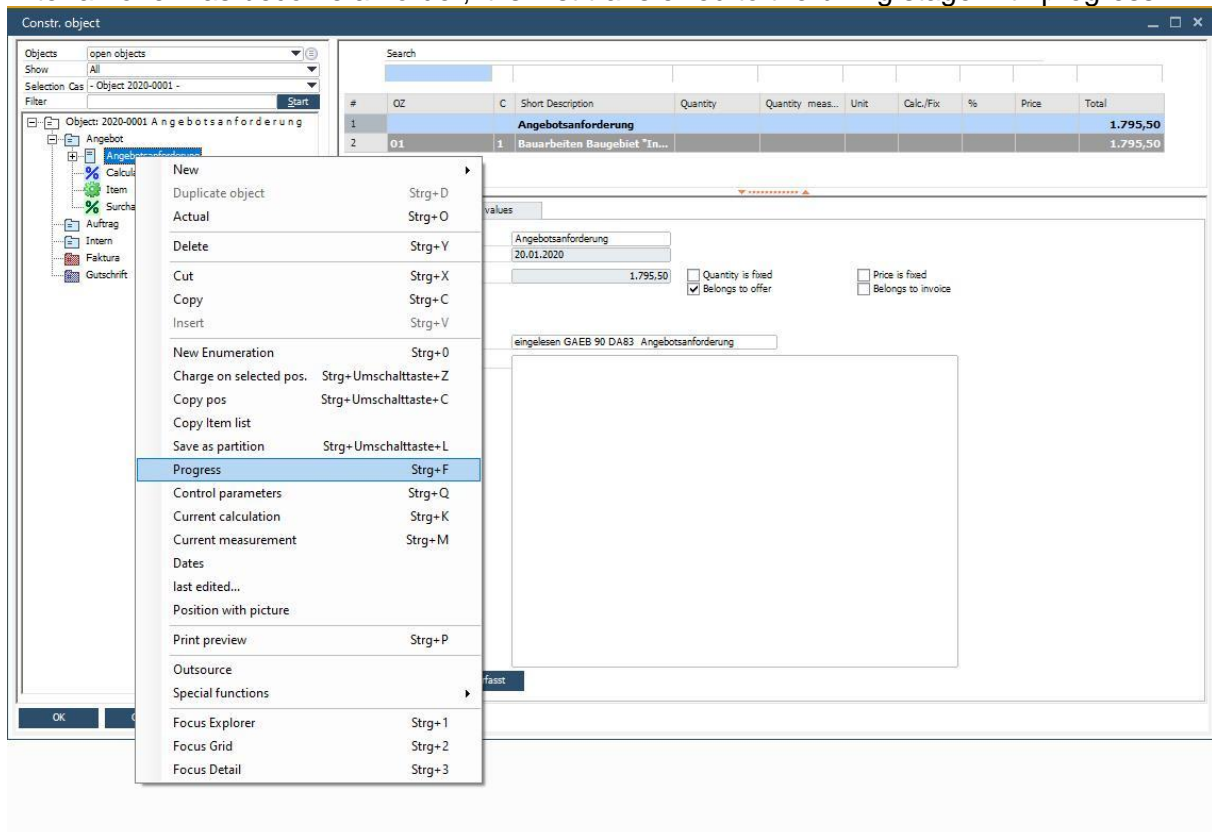 Constr. object
Objects open objects
Show All
Selection Cas - Object 2020-0001 -
Filter Start
Object: 2020-0001 Angebotsanforderung
Angebot
Item
Auftrag
Intern
Faktura
Gutschrift
Search
# OZ C Short Description Quantity Quantity meas... Unit Calc./Fix % Price Total
1 Angebotsanforderung 1.795,50
2 01 1 Bauarbeiten Baugebiet "In... 1.795,50
New
Duplicate object Strg+D
Actual Strg+O
Delete Strg+Y
Cut Strg+X
Copy Strg+C
Insert Strg+V
New Enumeration Strg+0
Charge on selected pos. Strg+Umschalttaste+Z
Copy pos Strg+Umschalttaste+C
Copy Item list
Save as partition Strg+Umschalttaste+L
Progress Strg+F
Control parameters Strg+Q
Current calculation Strg+K
Current measurement Strg+M
Dates
last edited...
Position with picture
Print preview Strg+P
Outsource
Special functions
Focus Explorer Strg+1
Focus Grid Strg+2
Focus Detail Strg+3
values
Angebotsanforderung
20.01.2020
1.795,50 Quantity is fixed Price is fixed
Belongs to offer Belongs to invoice
eingelesen GAEB 90 DA83 Angebotsanforderung
OK